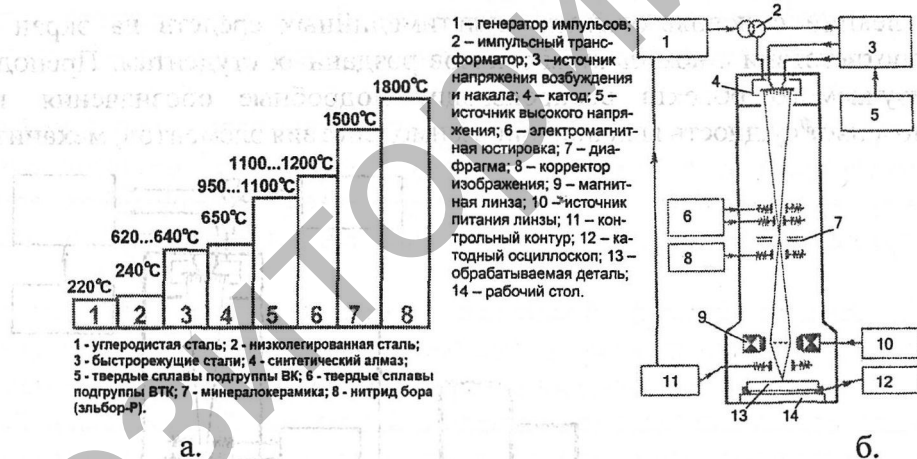 1 – генератор импульсов;
2 – импульсный транс-
форматор; 3 –источник
напряжения возбуждения
и накала; 4 – катод; 5 –
источник высокого напря-
жения; 6 – электромагнит-
ная юстировка; 7 – диа-
фрагма; 8 – корректор
изображения; 9 – магнит-
ная линза; 10 –источник
питания линзы; 11 – кон-
трольный контур; 12 – ка-
тодный осциллоскоп; 13 –
обрабатываемая деталь;
14 – рабочий стол.
220°С
240°С
620...640°С
650°С
950...1100°С
1100...1200°С
1500°С
1800°С
1 2 3 4 5 6 7 8
1 - углеродистая сталь; 2 - низколегированная сталь;
3 - быстрорежущие стали; 4 - синтетический алмаз;
5 - твердые сплавы подгруппы ВК; 6 - твердые сплавы
подгруппы ВТК; 7 - минералокерамика; 8 - нитрид бора
(эльбор-Р).
а.
1
2
3
4
5
6
7
8
9
10
11
12
13
14
б.